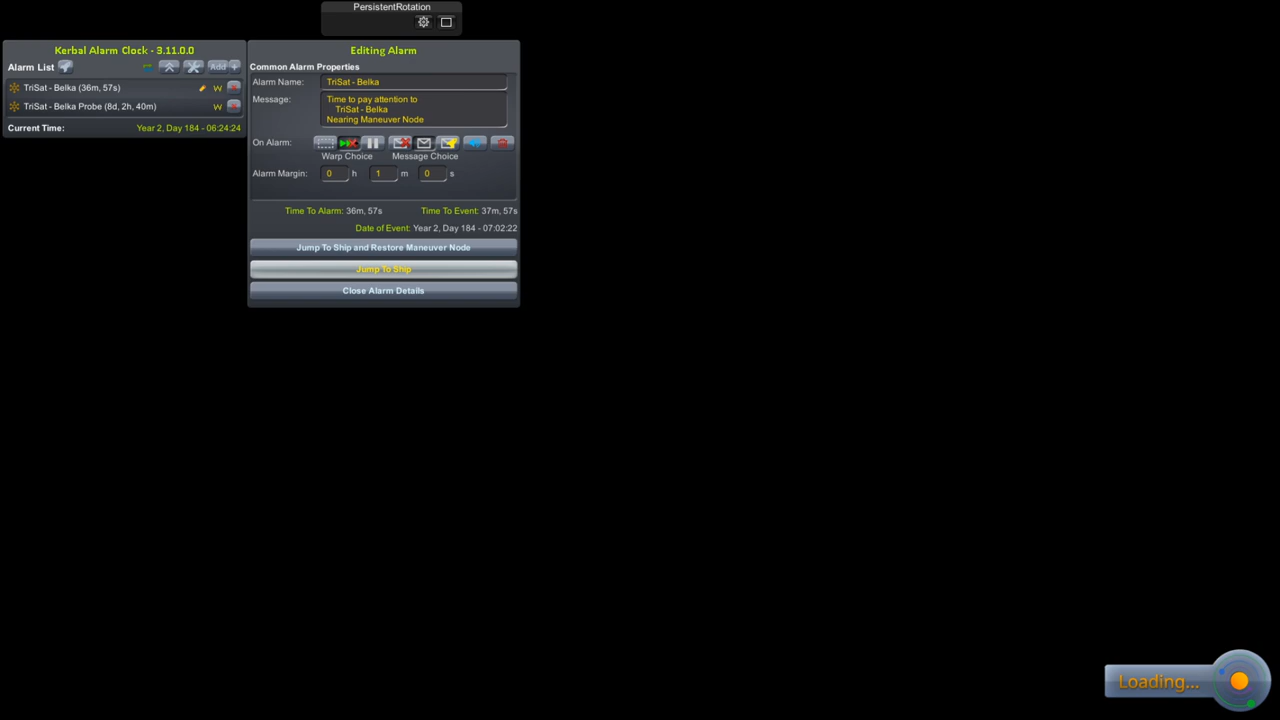 PersistentRotation
Kerbal Alarm Clock - 3.11.0.0
Alarm List
Add +
TriSat - Belka (36m, 57s)
W
TriSat - Belka Probe (8d, 2h, 40m)
W
Current Time:
Year 2, Day 184 - 06:24:24
Editing Alarm
Common Alarm Properties
Alarm Name:
TriSat - Belka
Message:
Time to pay attention to
TriSat - Belka
Nearing Maneuver Node
On Alarm:
Warp Choice
Message Choice
Alarm Margin:
0 h 1 m 0 s
Time To Alarm: 36m, 57s
Time To Event: 37m, 57s
Date of Event: Year 2, Day 184 - 07:02:22
Jump To Ship and Restore Maneuver Node
Jump To Ship
Close Alarm Details
Loading...